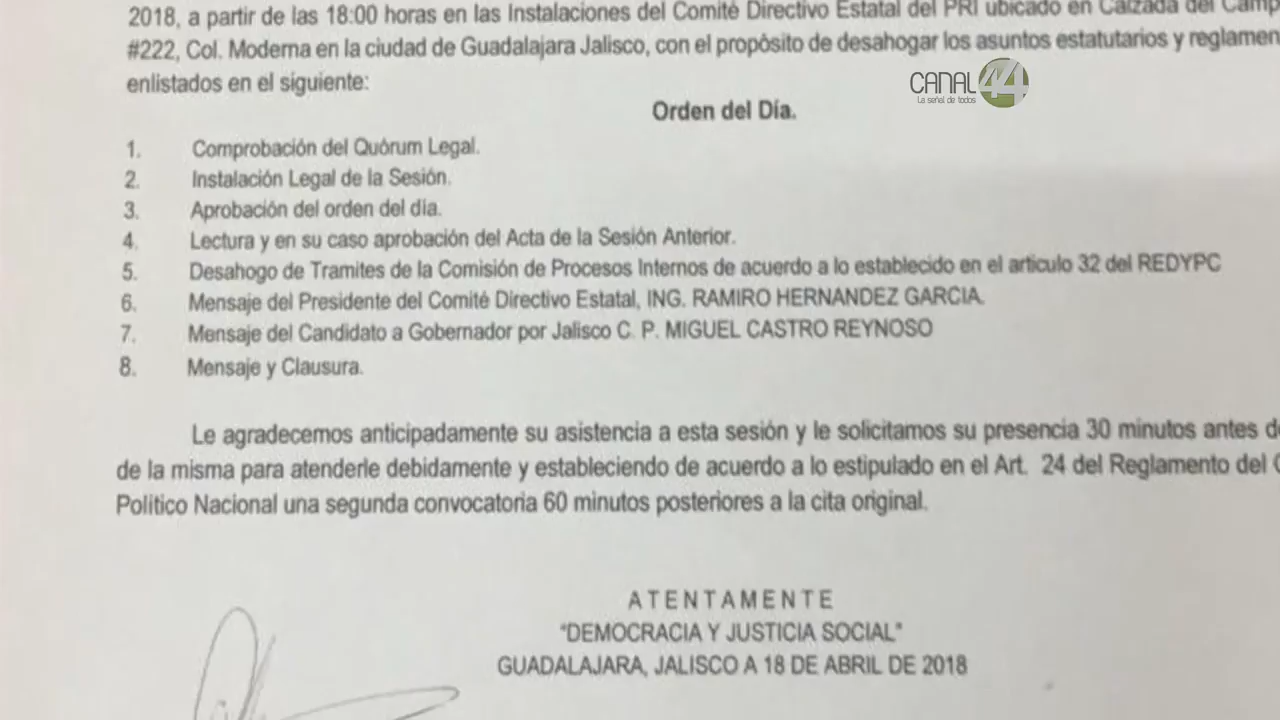 2018, a partir de las 18:00 horas en las Instalaciones del Comité Directivo Estatal del PRI ubicado en Calzada del
#222, Col. Moderna en la ciudad de Guadalajara Jalisco, con el propósito de desahogar los asuntos estatutarios y
enlistados en el siguiente:
CANAL 44
La señal de todos
Orden del Día.
1. Comprobación del Quórum Legal.
2. Instalación Legal de la Sesión.
3. Aprobación del orden del día.
4. Lectura y en su caso aprobación del Acta de la Sesión Anterior.
5. Desahogo de Tramites de la Comisión de Procesos Internos de acuerdo a lo establecido en el articulo 32 del REDYPC
6. Mensaje del Presidente del Comité Directivo Estatal, ING. RAMIRO HERNANDEZ GARCIA.
7. Mensaje del Candidato a Gobernador por Jalisco C. P. MIGUEL CASTRO REYNOSO
8. Mensaje y Clausura.
Le agradecemos anticipadamente su asistencia a esta sesión y le solicitamos su presencia 30 minutos antes
de la misma para atenderle debidamente y estableciendo de acuerdo a lo estipulado en el Art. 24 del Reglamento del
Politico Nacional una segunda convocatoria 60 minutos posteriores a la cita original.
ATENTAMENTE
"DEMOCRACIA Y JUSTICIA SOCIAL"
GUADALAJARA, JALISCO A 18 DE ABRIL DE 2018